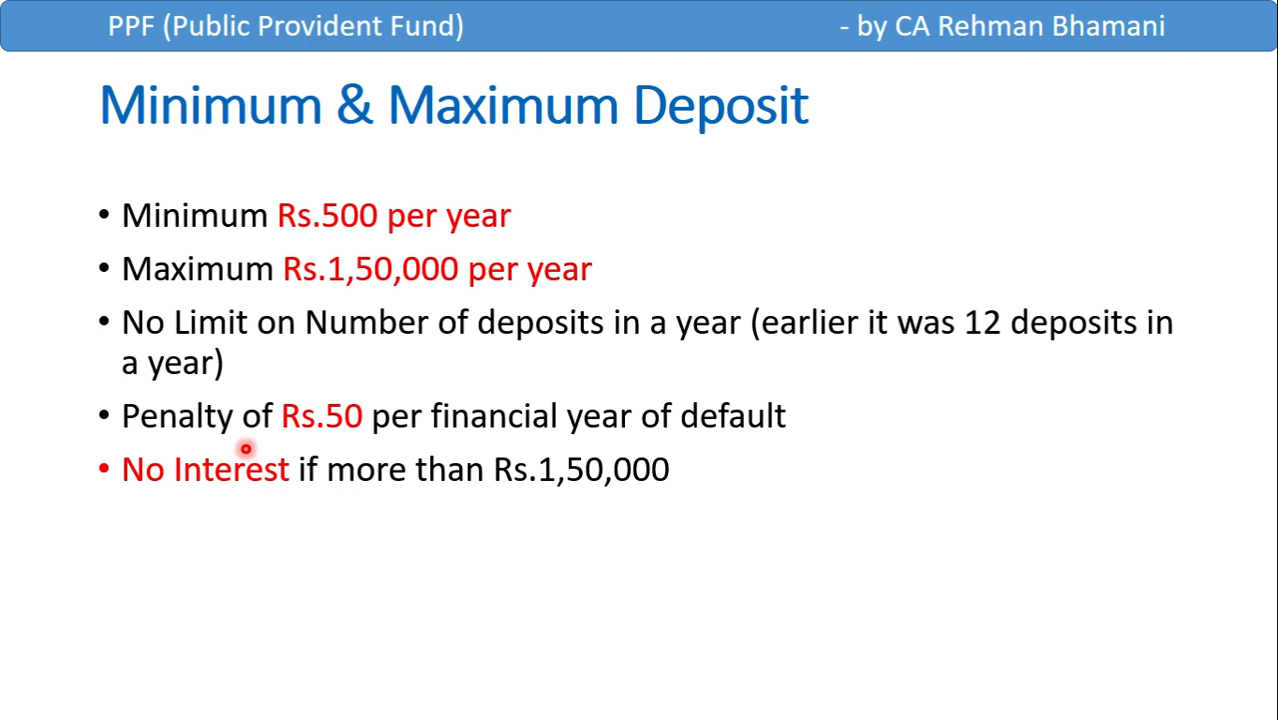 PPF (Public Provident Fund) - by CA Rehman Bhamani
Minimum & Maximum Deposit
• Minimum Rs.500 per year
• Maximum Rs.1,50,000 per year
• No Limit on Number of deposits in a year (earlier it was 12 deposits in
a year)
• Penalty of Rs.50 per financial year of default
• No Interest if more than Rs.1,50,000